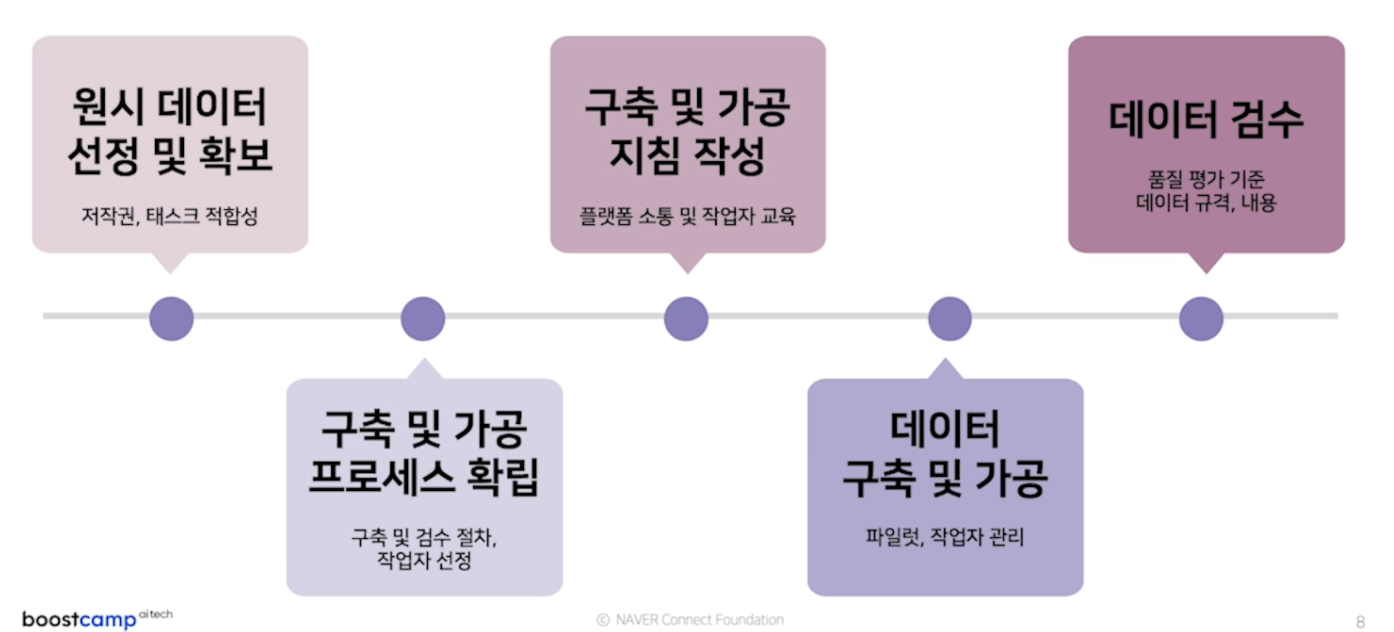 원시 데이터
선정 및 확보
저작권, 태스크 적합성
구축 및 가공
프로세스 확립
구축 및 검수 절차,
작업자 선정
구축 및 가공
지침 작성
플랫폼 소통 및 작업자 교육
데이터
구축 및 가공
파일럿, 작업자 관리
데이터 검수
품질 평가 기준
데이터 규격, 내용
boostcamp aitech
© NAVER Connect Foundation
8